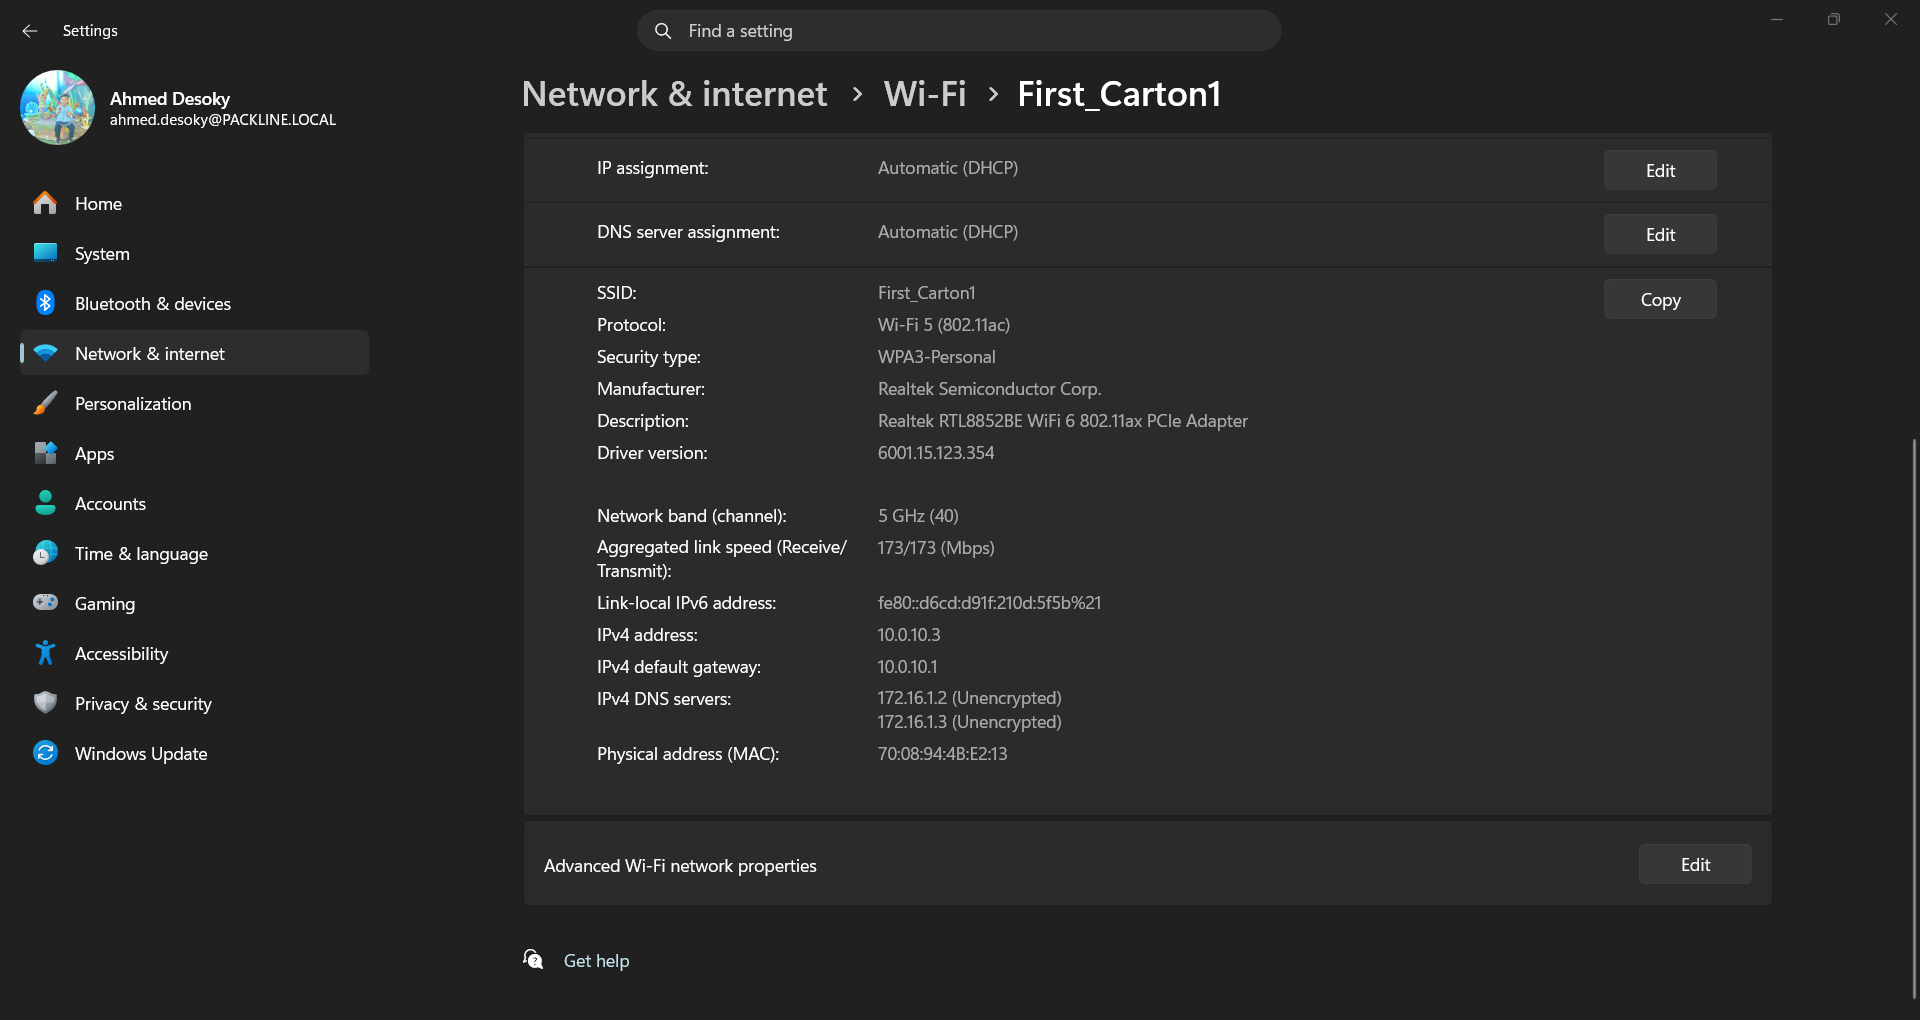 Settings
Find a setting
Ahmed Desoky
ahmed.desoky@PACKLINE.LOCAL
Home
System
Bluetooth & devices
Network & internet
Personalization
Apps
Accounts
Time & language
Gaming
Accessibility
Privacy & security
Windows Update
Network & internet > Wi-Fi > First_Carton1
IP assignment: Automatic (DHCP) Edit
DNS server assignment: Automatic (DHCP) Edit
SSID: First_Carton1 Copy
Protocol: Wi-Fi 5 (802.11ac)
Security type: WPA3-Personal
Manufacturer: Realtek Semiconductor Corp.
Description: Realtek RTL8852BE WiFi 6 802.11ax PCIe Adapter
Driver version: 6001.15.123.354
Network band (channel): 5 GHz (40)
Aggregated link speed (Receive/ 173/173 (Mbps)
Transmit):
Link-local IPv6 address: fe80::d6cd:d91f:210d:5f5b%21
IPv4 address: 10.0.10.3
IPv4 default gateway: 10.0.10.1
IPv4 DNS servers: 172.16.1.2 (Unencrypted)
172.16.1.3 (Unencrypted)
Physical address (MAC): 70:08:94:4B:E2:13
Advanced Wi-Fi network properties Edit
Get help